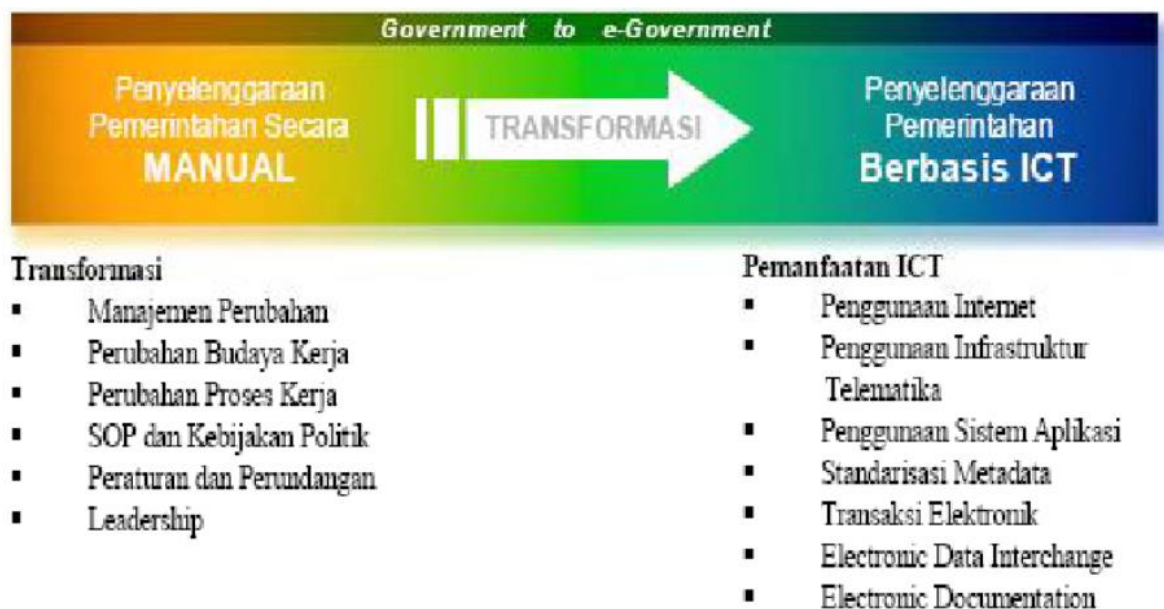 Government to e-Government
Penyelenggaraan
Pemerintahan Secara
MANUAL
TRANSFORMASI
Penyelenggaraan
Pemerintahan
Berbasis ICT
Transformasi
▪ Manajemen Perubahan
▪ Perubahan Budaya Kerja
▪ Perubahan Proses Kerja
▪ SOP dan Kebijakan Politik
▪ Peraturan dan Perundangan
▪ Leadership
Pemanfaatan ICT
▪ Penggunaan Internet
▪ Penggunaan Infrastruktur
Telematika
▪ Penggunaan Sistem Aplikasi
▪ Standarisasi Metadata
▪ Transaksi Elektronik
▪ Electronic Data Interchange
▪ Electronic Documentation